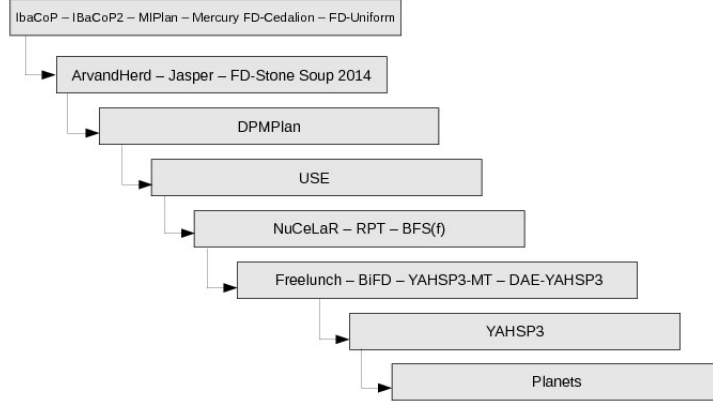 IbaCoP – IBaCoP2 – MIPlan – Mercury FD-Cedalion – FD-Uniform
ArvandHerd – Jasper – FD-Stone Soup 2014
DPMPlan
USE
NuCeLaR – RPT – BFS(f)
Freelunch – BiFD – YAHSP3-MT – DAE-YAHSP3
YAHSP3
Planets